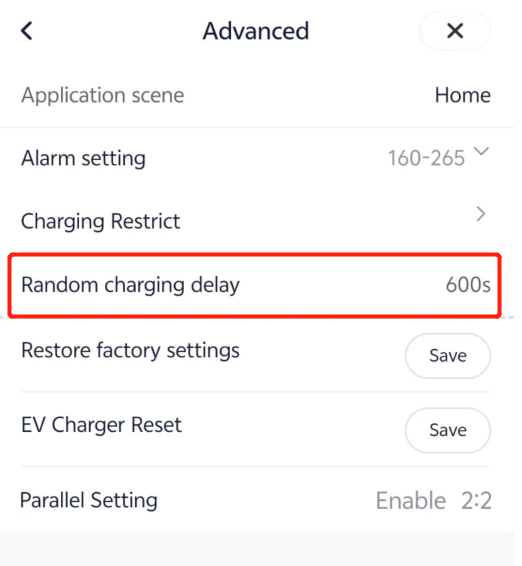 Advanced
Application scene Home
Alarm setting 160-265
Charging Restrict
Random charging delay 600s
Restore factory settings Save
EV Charger Reset Save
Parallel Setting Enable 2:2